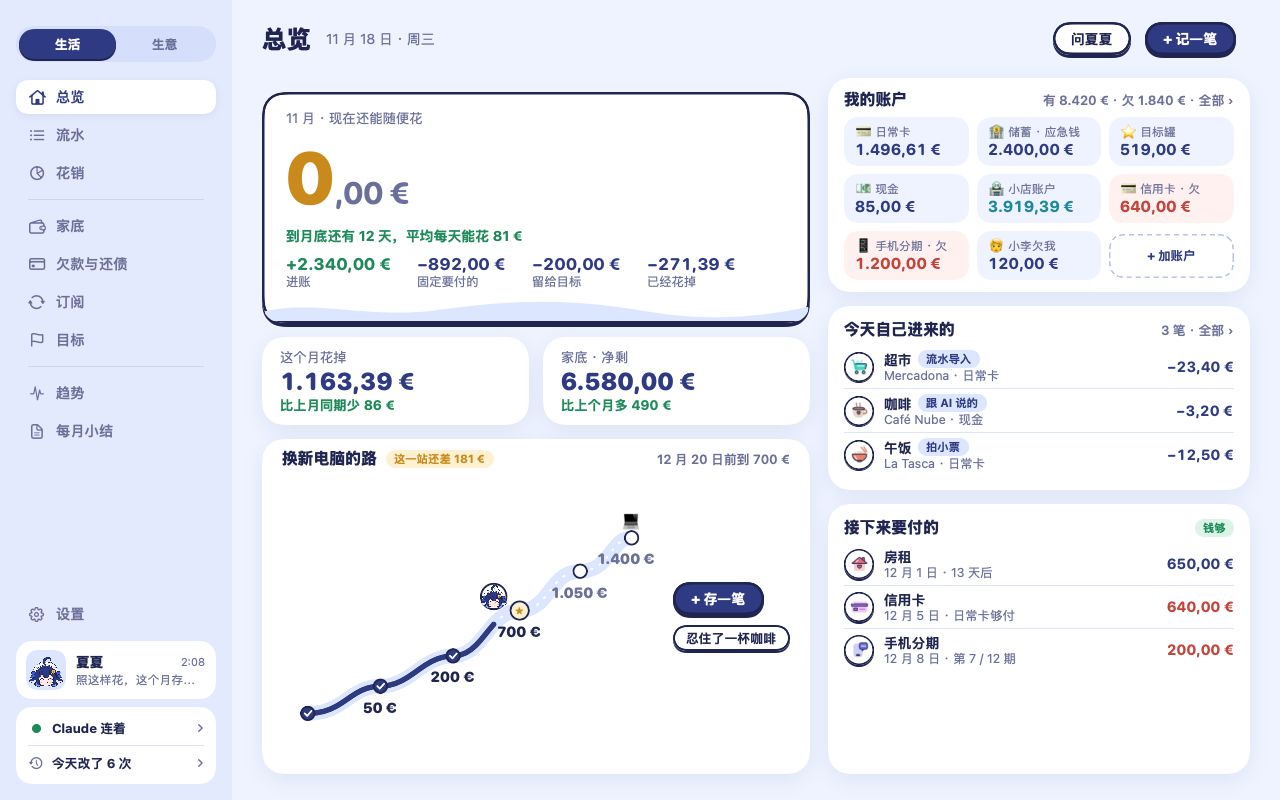 生活
生意
总览
流水
花销
家底
欠款与还债
订阅
目标
趋势
每月小结
设置
夏夏 2:08
照这样花，这个月存…
Claude 连着
今天改了 6 次
总览 11 月 18 日 · 周三
问夏夏
+ 记一笔
11 月 · 现在还能随便花
0,00 €
到月底还有 12 天，平均每天能花 81 €
+2.340,00 € −892,00 € −200,00 € −271,39 €
进账 固定要付的 留给目标 已经花掉
这个月花掉
1.163,39 €
比上月同期少 86 €
家底 · 净剩
6.580,00 €
比上个月多 490 €
换新电脑的路 这一站还差 181 € 12 月 20 日前到 700 €
1.400 €
1.050 €
700 €
200 €
50 €
+ 存一笔
忍住了一杯咖啡
我的账户 有 8.420 € · 欠 1.840 € · 全部 ›
日常卡
1.496,61 €
储蓄 · 应急钱
2.400,00 €
目标罐
519,00 €
现金
85,00 €
小店账户
3.919,39 €
信用卡 · 欠
640,00 €
手机分期 · 欠
1.200,00 €
小李欠我
120,00 €
+ 加账户
今天自己进来的 3 笔 · 全部 ›
超市 流水导入
Mercadona · 日常卡
−23,40 €
咖啡 跟 AI 说的
Café Nube · 现金
−3,20 €
午饭 拍小票
La Tasca · 日常卡
−12,50 €
接下来要付的 钱够
房租
12 月 1 日 · 13 天后
650,00 €
信用卡
12 月 5 日 · 日常卡够付
640,00 €
手机分期
12 月 8 日 · 第 7 / 12 期
200,00 €